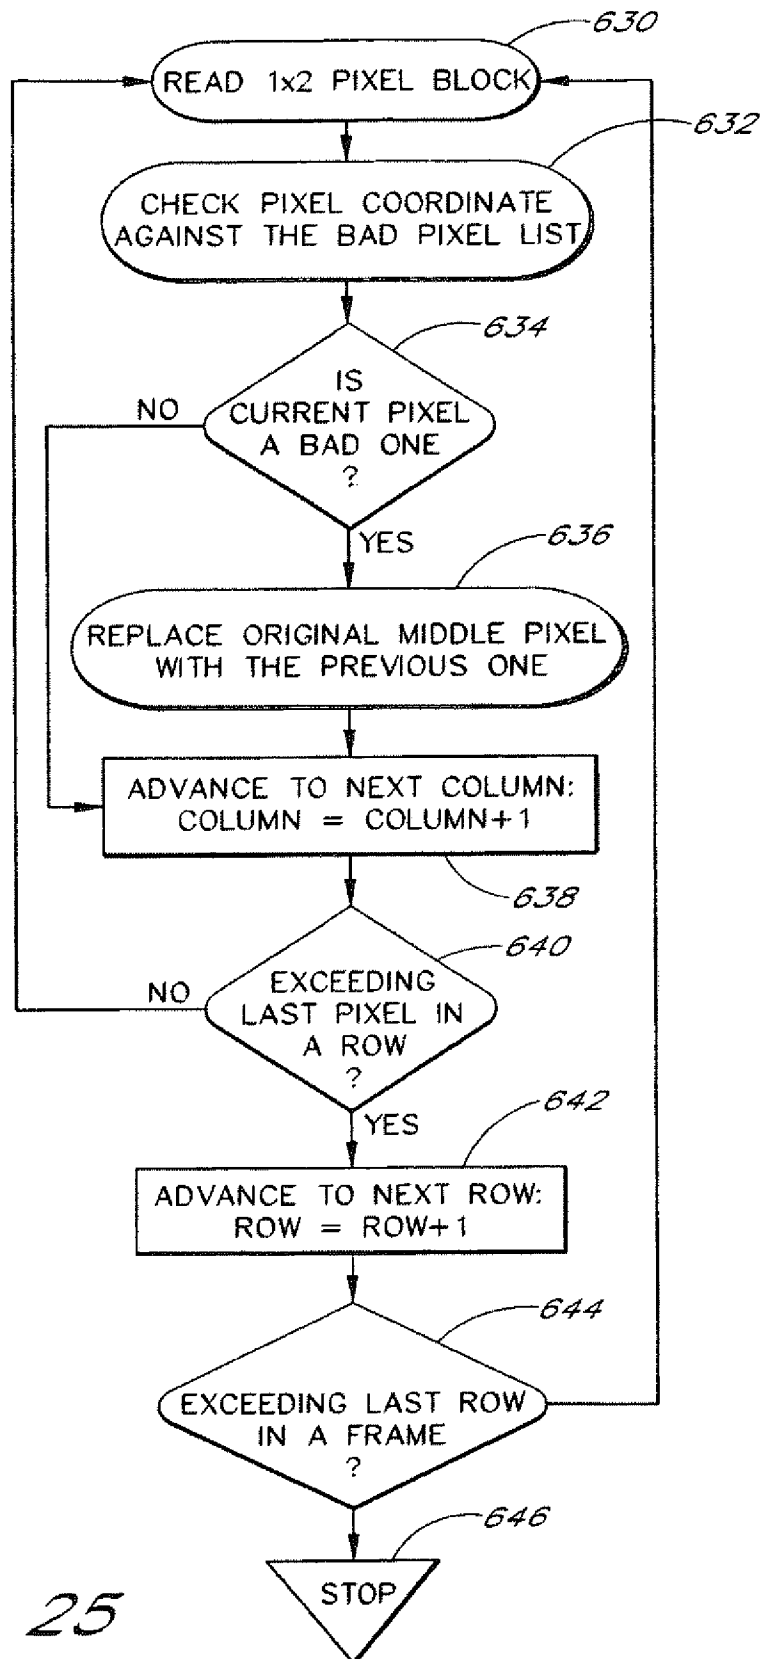 630
READ 1x2 PIXEL BLOCK
632
CHECK PIXEL COORDINATE
AGAINST THE BAD PIXEL LIST
634
IS
CURRENT PIXEL
A BAD ONE
?
NO
YES
636
REPLACE ORIGINAL MIDDLE PIXEL
WITH THE PREVIOUS ONE
ADVANCE TO NEXT COLUMN:
COLUMN = COLUMN+1
638
640
EXCEEDING
LAST PIXEL IN
A ROW
?
NO
YES
642
ADVANCE TO NEXT ROW:
ROW = ROW+1
644
EXCEEDING LAST ROW
IN A FRAME
?
646
STOP
25